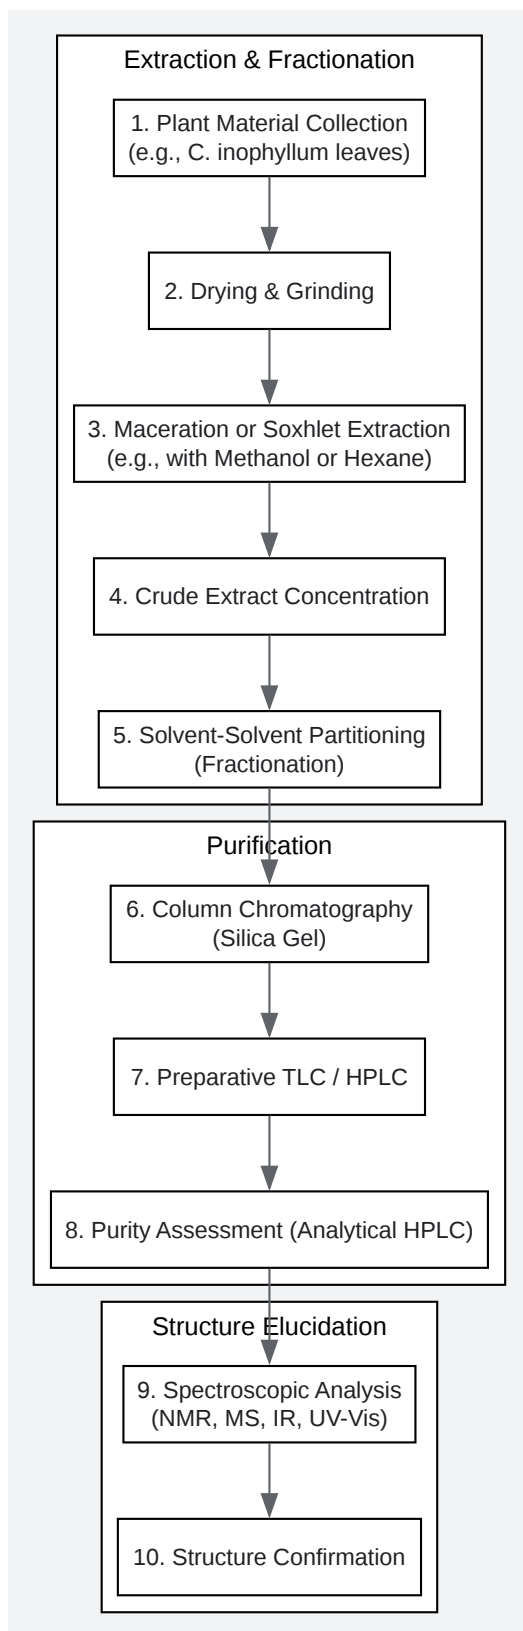 Extraction & Fractionation
1. Plant Material Collection
(e.g., C. inophyllum leaves)
2. Drying & Grinding
3. Maceration or Soxhlet Extraction
(e.g., with Methanol or Hexane)
4. Crude Extract Concentration
5. Solvent-Solvent Partitioning
(Fractionation)
Purification
6. Column Chromatography
(Silica Gel)
7. Preparative TLC / HPLC
8. Purity Assessment (Analytical HPLC)
Structure Elucidation
9. Spectroscopic Analysis
(NMR, MS, IR, UV-Vis)
10. Structure Confirmation